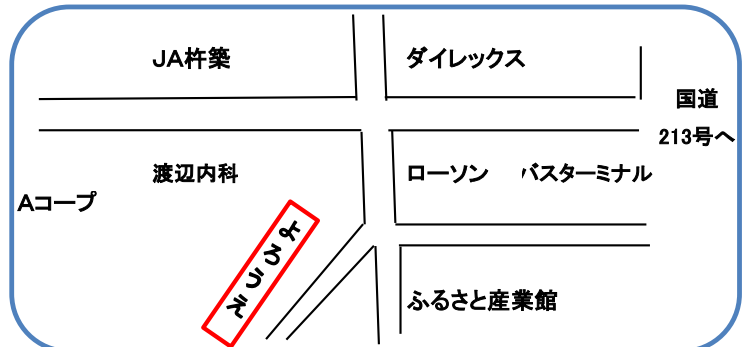 JA杵築
ダイレックス
国道
213号へ
渡辺内科
ローソン
バスターミナル
Aコープ
よろうえ
ふるさと産業館